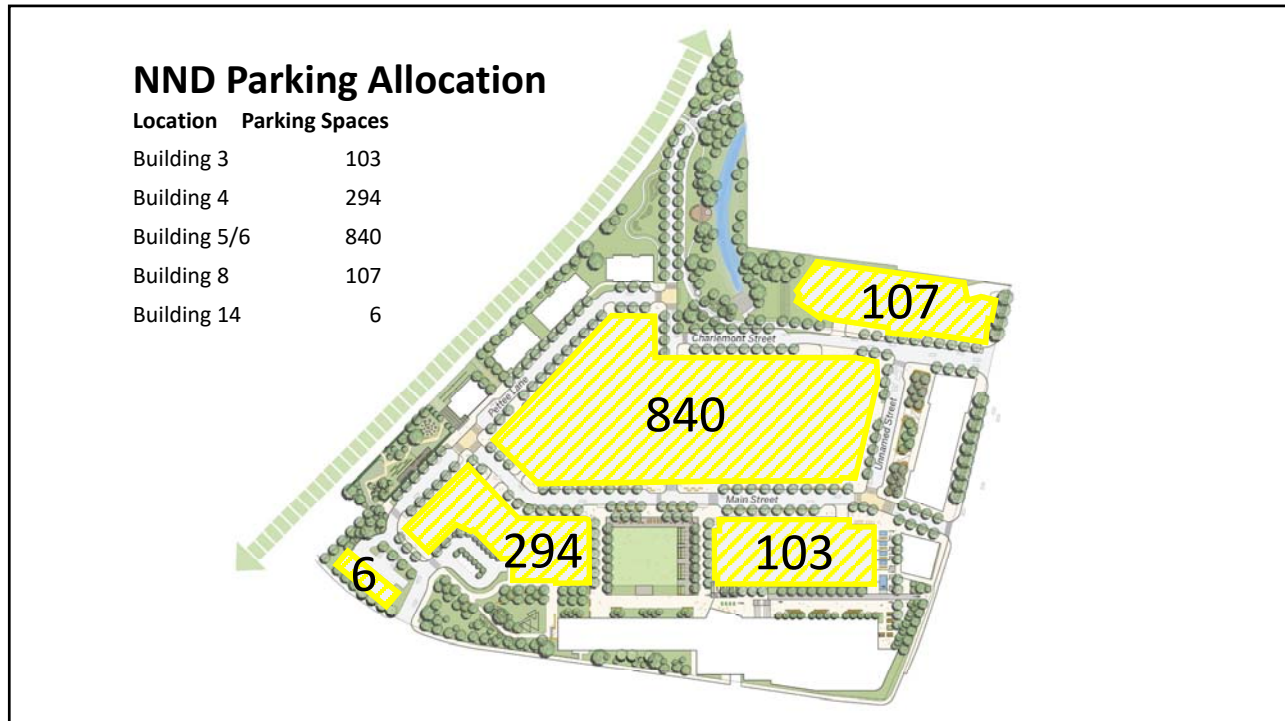 NND Parking Allocation
Location Parking Spaces
Building 3 103
Building 4 294
Building 5/6 840
Building 8 107
Building 14 6
107
Charlemont Street
Pettee Lane
840
Unnamed Street
Main Street
294
103
6